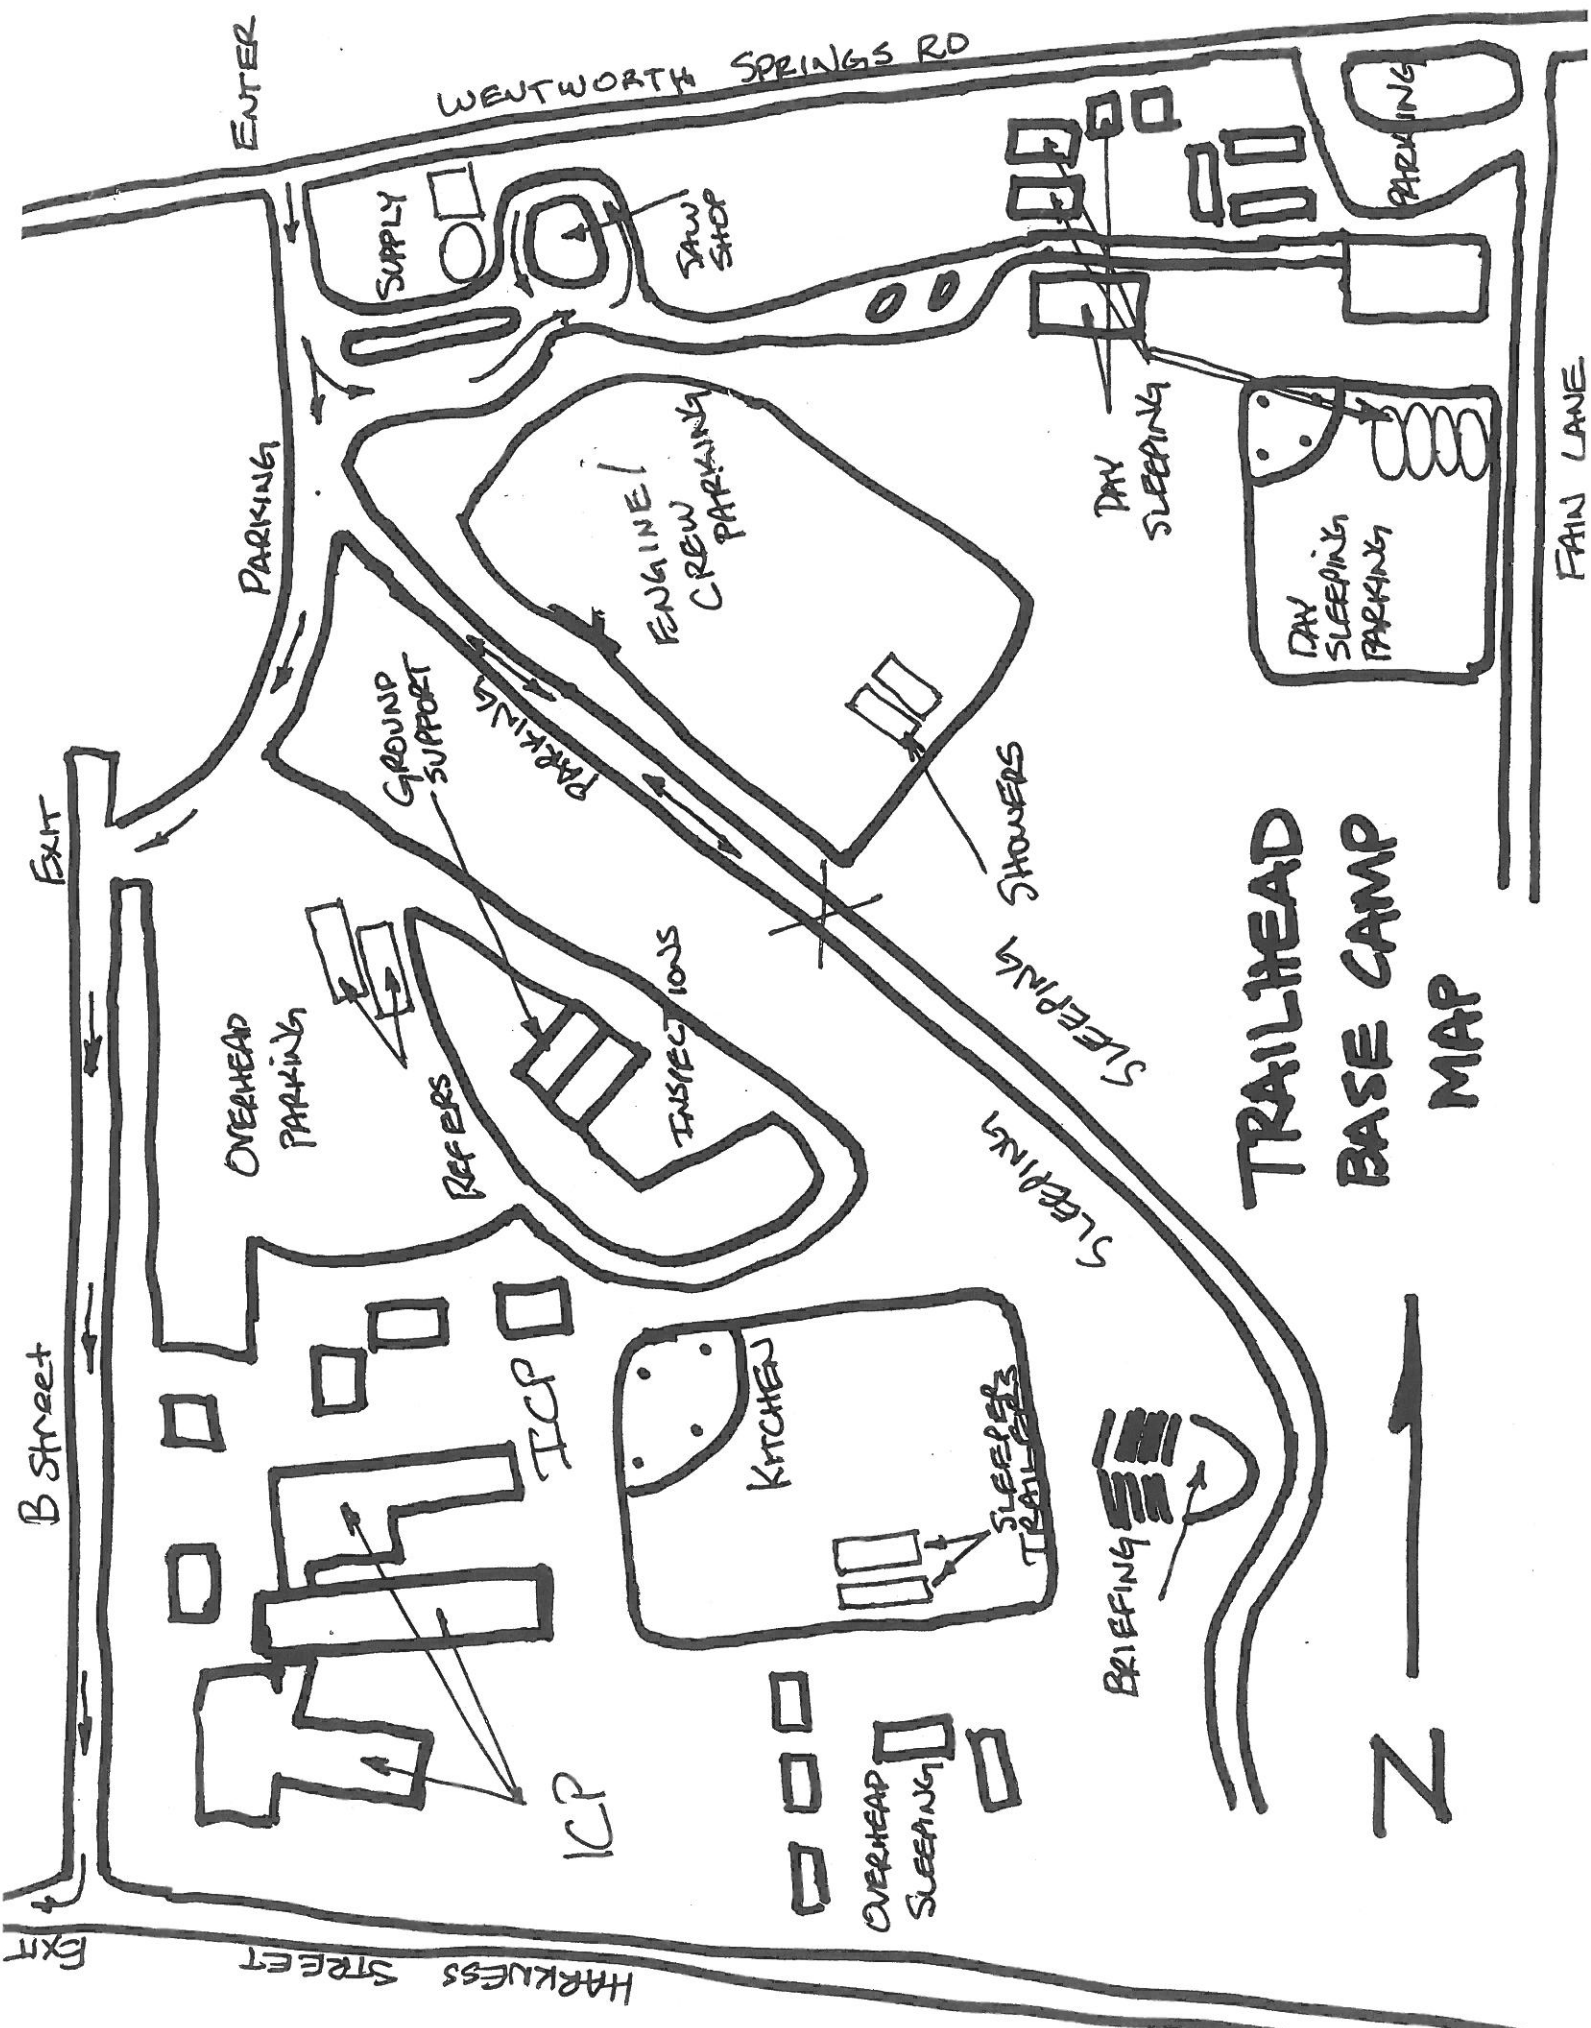 ENTER
WENTWORTH SPRINGS RD
SUPPLY
SAW
SHOP
PARKING
PARKING
ENGINE/
CREW
PARKING
DAY
SLEEPING
DAY
SLEEPING
PARKING
FAIN LANE
EXIT
GROUND
SUPPORT
PARKING
PARKING
SHOWERS
OVERHEAD
PARKING
REFERS
INSPECTIONS
SLEEPING
SLEEPING
SLEEPING
B Street
ICP
KITCHEN
SLEEPER
TRAILERS
BRIEFING
ICP
OVERHEAD
SLEEPING
EXIT
HARKNESS STREET
TRAILHEAD
BASE CAMP
MAP
N